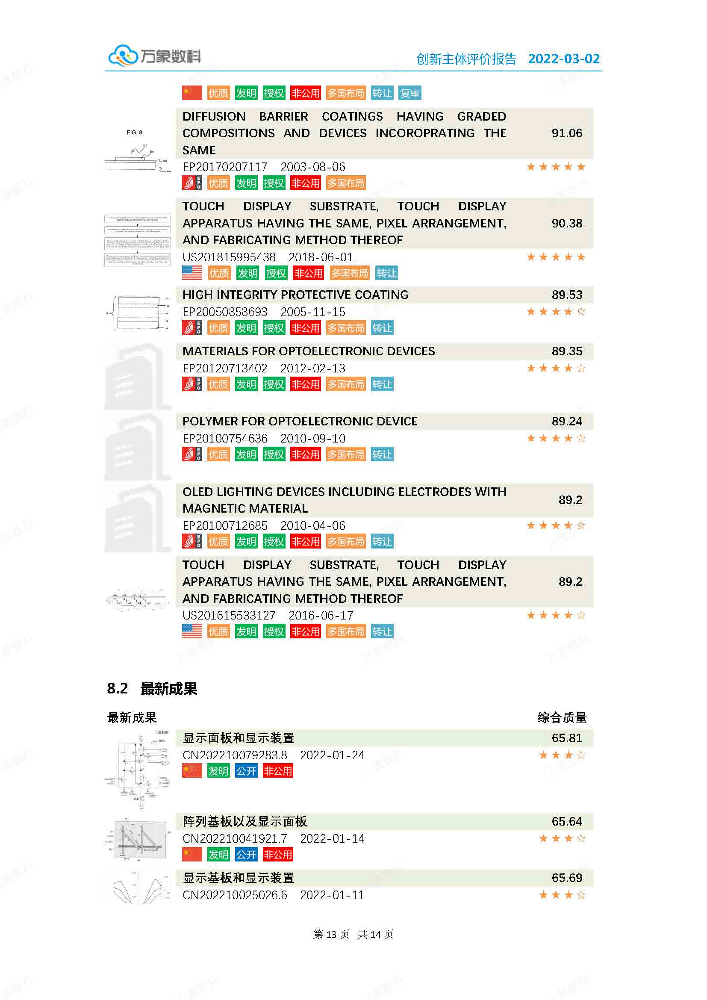 万象数科
创新主体评价报告 2022-03-02
优质 发明 授权 非公用 多国布局 转让 复审
FIG. 8
DIFFUSION BARRIER COATINGS HAVING GRADED
COMPOSITIONS AND DEVICES INCOROPRATING THE
SAME
91.06
EP20170207117 2003-08-06
★★★★★
EPO 优质 发明 授权 非公用 多国布局
TOUCH DISPLAY SUBSTRATE, TOUCH DISPLAY
APPARATUS HAVING THE SAME, PIXEL ARRANGEMENT,
AND FABRICATING METHOD THEREOF
90.38
US201815995438 2018-06-01
★★★★★
优质 发明 授权 非公用 多国布局 转让
HIGH INTEGRITY PROTECTIVE COATING 89.53
EP20050858693 2005-11-15
★★★★☆
EPO 优质 发明 授权 非公用 多国布局 转让
MATERIALS FOR OPTOELECTRONIC DEVICES 89.35
EP20120713402 2012-02-13
★★★★☆
EPO 优质 发明 授权 非公用 多国布局 转让
POLYMER FOR OPTOELECTRONIC DEVICE 89.24
EP20100754636 2010-09-10
★★★★☆
EPO 优质 发明 授权 非公用 多国布局 转让
OLED LIGHTING DEVICES INCLUDING ELECTRODES WITH
MAGNETIC MATERIAL
89.2
EP20100712685 2010-04-06
★★★★☆
EPO 优质 发明 授权 非公用 多国布局 转让
TOUCH DISPLAY SUBSTRATE, TOUCH DISPLAY
APPARATUS HAVING THE SAME, PIXEL ARRANGEMENT,
AND FABRICATING METHOD THEREOF
89.2
US201615533127 2016-06-17
★★★★☆
优质 发明 授权 非公用 多国布局 转让
8.2 最新成果
最新成果 综合质量
显示面板和显示装置 65.81
CN202210079283.8 2022-01-24
★★★☆
发明 公开 非公用
阵列基板以及显示面板 65.64
CN202210041921.7 2022-01-14
★★★☆
发明 公开 非公用
显示基板和显示装置 65.69
CN202210025026.6 2022-01-11
★★★☆
第 13 页 共 14 页